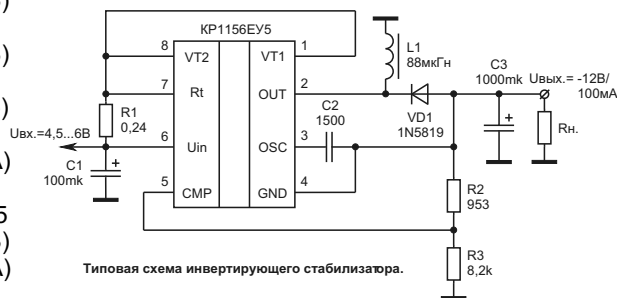 )
)
)
А)
5
)
А)
КР1156ЕУ5
8 VT2 VT1 1
7 Rt OUT 2
6 Uin OSC 3
5 CMP GND 4
R1
0,24
Uвх.=4,5...6В
C1
100mk
+
L1
88мкГн
VD1
1N5819
C2
1500
C3
1000mk
+
Uвых.= -12В/
100мА
Rн.
R2
953
R3
8,2k
Типовая схема инвертирующего стабилизатора.